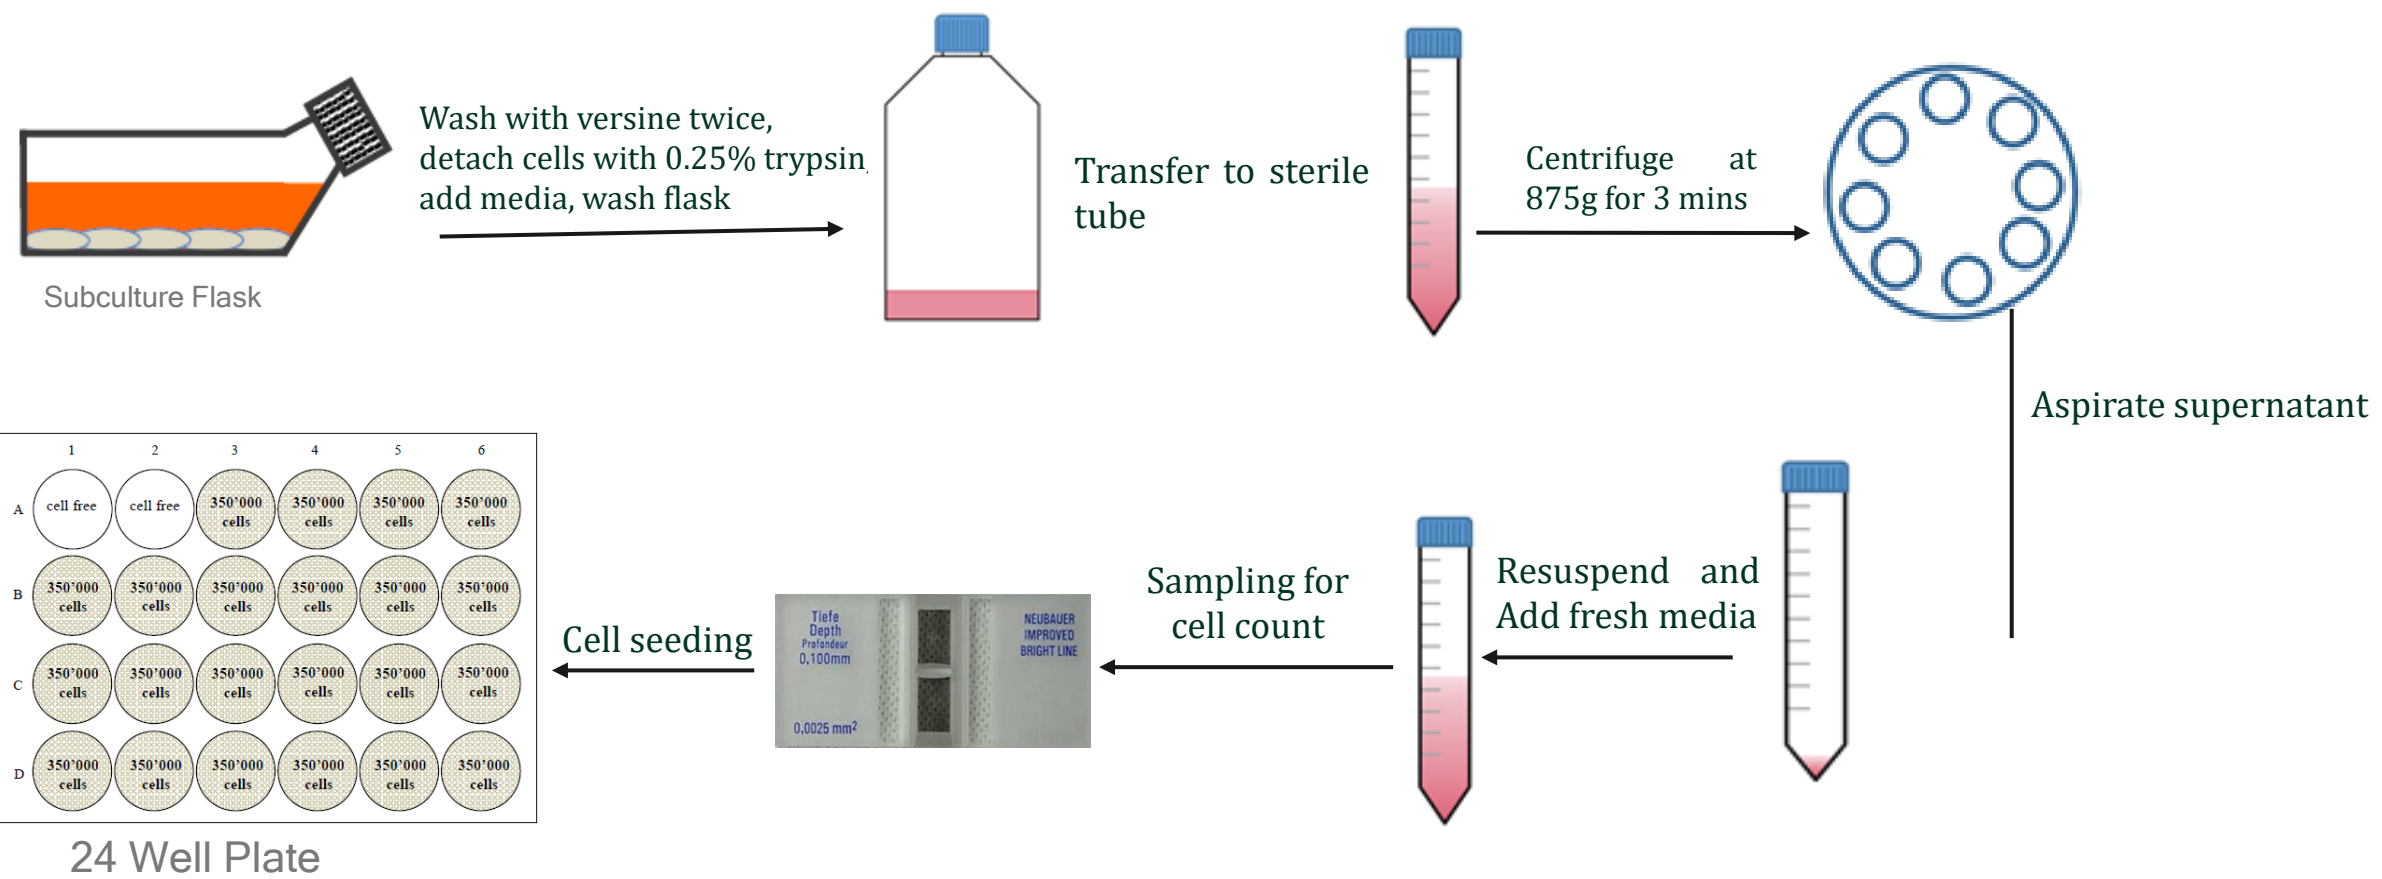 Wash with versine twice,
detach cells with 0.25% trypsin,
add media, wash flask
Subculture Flask
Transfer to sterile
tube
Centrifuge at
875g for 3 mins
Aspirate supernatant
Resuspend and
Add fresh media
Sampling for
cell count
Tiefe
Depth
Profondeur
0,100mm
0,0025 mm²
NEUBAUER
IMPROVED
BRIGHT LINE
Cell seeding
1 2 3 4 5 6
A cell free cell free 350’000 cells 350’000 cells 350’000 cells 350’000 cells
B 350’000 cells 350’000 cells 350’000 cells 350’000 cells 350’000 cells 350’000 cells
C 350’000 cells 350’000 cells 350’000 cells 350’000 cells 350’000 cells 350’000 cells
D 350’000 cells 350’000 cells 350’000 cells 350’000 cells 350’000 cells 350’000 cells
24 Well Plate